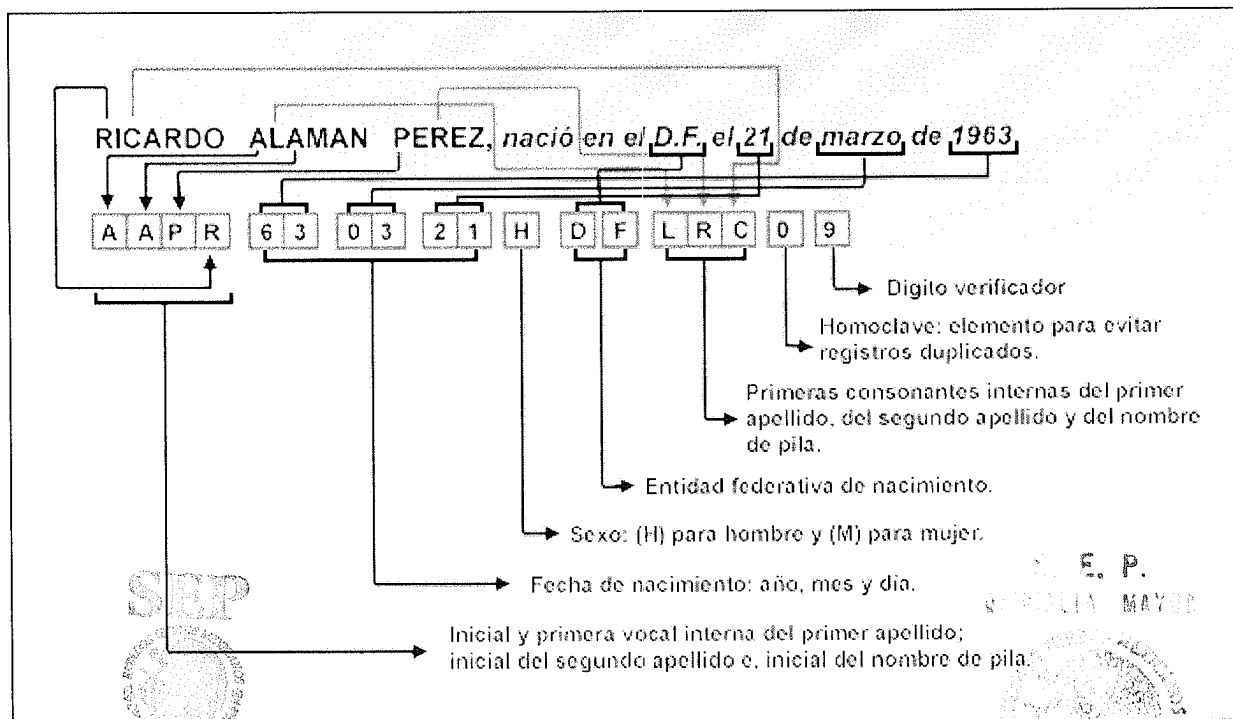 RICARDO ALAMAN PEREZ, nació en el D.F. el 21 de marzo de 1963
A A P R 6 3 0 3 2 1 H D F L R C 0 9
Digito verificador
Homoclave: elemento para evitar
registros duplicados.
Primeras consonantes internas del primer
apellido, del segundo apellido y del nombre
de pila.
Entidad federativa de nacimiento.
Sexo: (H) para hombre y (M) para mujer.
Fecha de nacimiento: año, mes y día.
Inicial y primera vocal interna del primer apellido;
inicial del segundo apellido e, inicial del nombre de pila.
SEP
E. P.
MAYOR